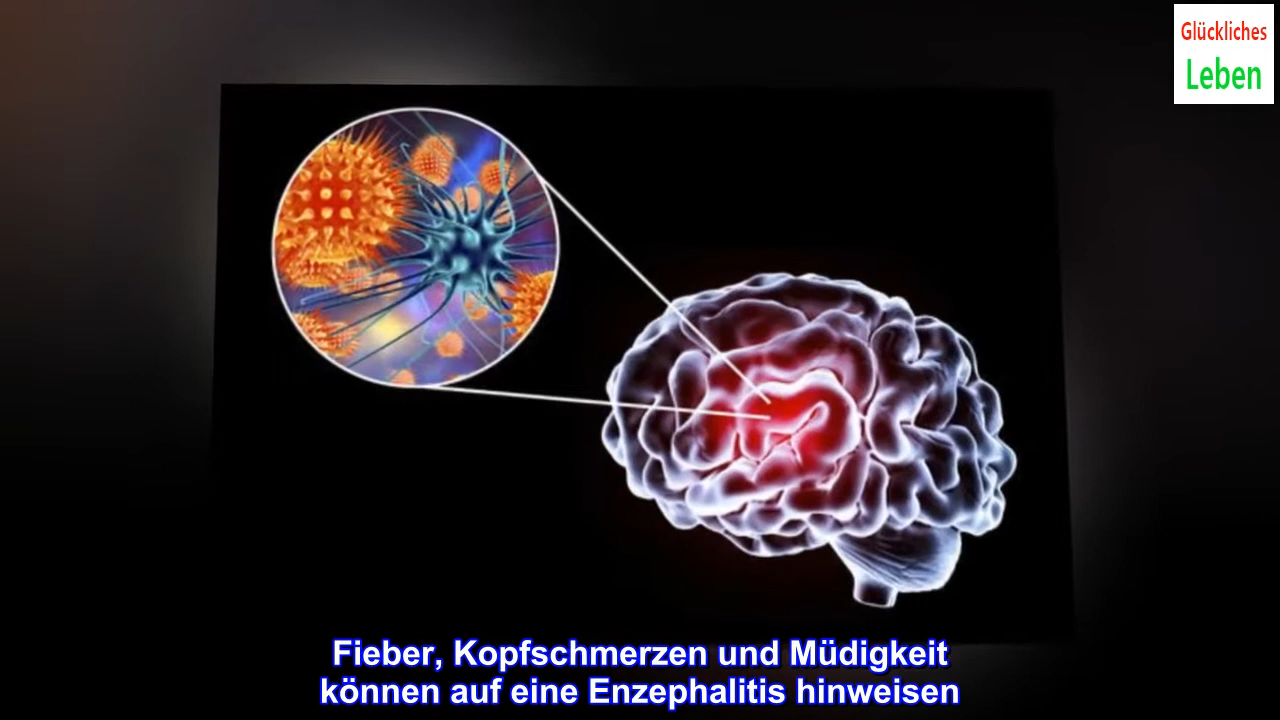 Glückliches
Leben
Fieber, Kopfschmerzen und Müdigkeit
können auf eine Enzephalitis hinweisen